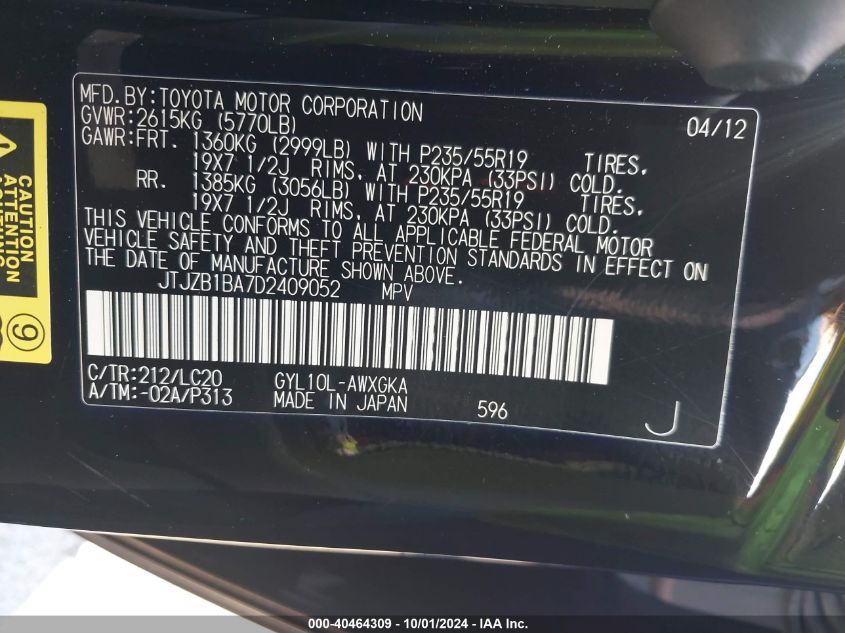 MFD.BY:TOYOTA MOTOR CORPORATION 04/12
GVWR:2615KG (5770LB)
GAWR:FRT. 1360KG (2999LB) WITH P235/55R19 TIRES,
19X7 1/2J RIMS, AT 230KPA (33PSI) COLD.
RR. 1385KG (3056LB) WITH P235/55R19 TIRES,
19X7 1/2J RIMS, AT 230KPA (33PSI) COLD.
THIS VEHICLE CONFORMS TO ALL APPLICABLE FEDERAL MOTOR
VEHICLE SAFETY AND THEFT PREVENTION STANDARDS IN EFFECT ON
THE DATE OF MANUFACTURE SHOWN ABOVE.
JTJZB1BA7D2409052 MPV
C/TR:212/LC20 GYL10L-AWXGKA
A/TM:-02A/P313 MADE IN JAPAN 596 J
CAUTION
ATTENTION
9
000-40464309 - 10/01/2024 - IAA Inc.